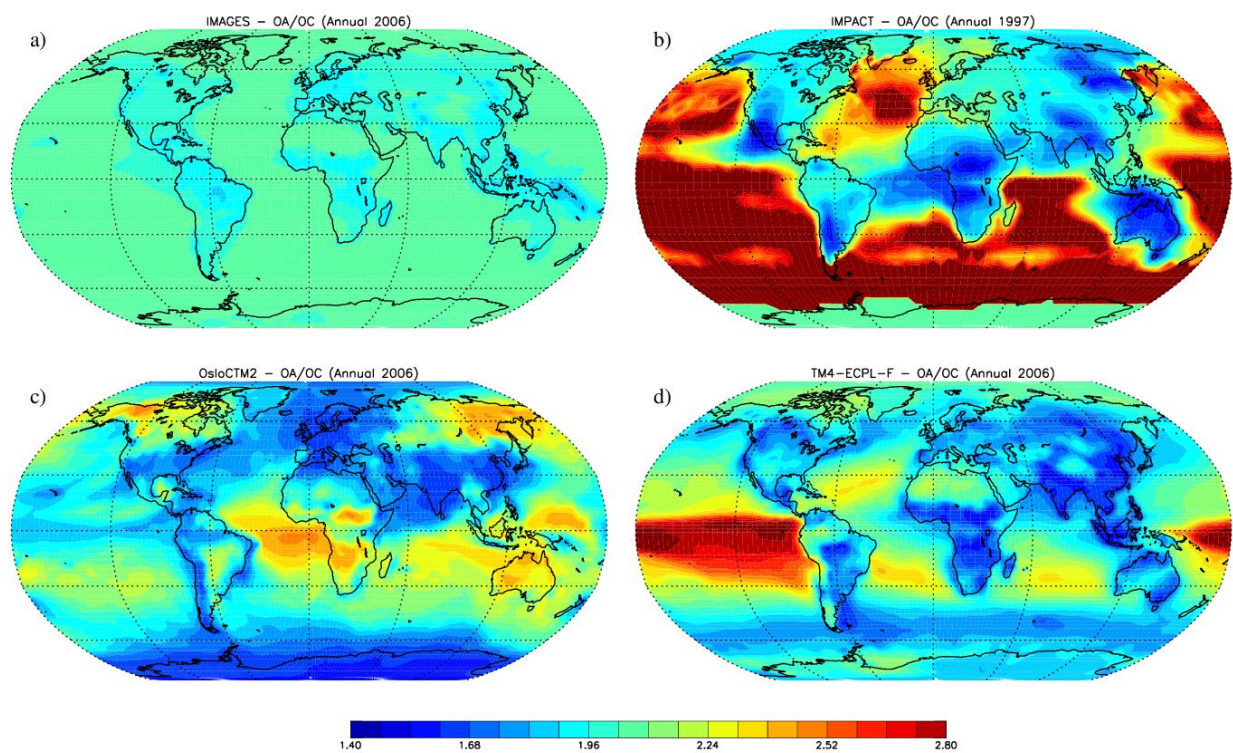 IMAGES – OA/OC (Annual 2006)
a)
IMPACT – OA/OC (Annual 1997)
b)
OsloCTM2 – OA/OC (Annual 2006)
c)
TM4–ECPL–F – OA/OC (Annual 2006)
d)
1.40 1.68 1.96 2.24 2.52 2.80